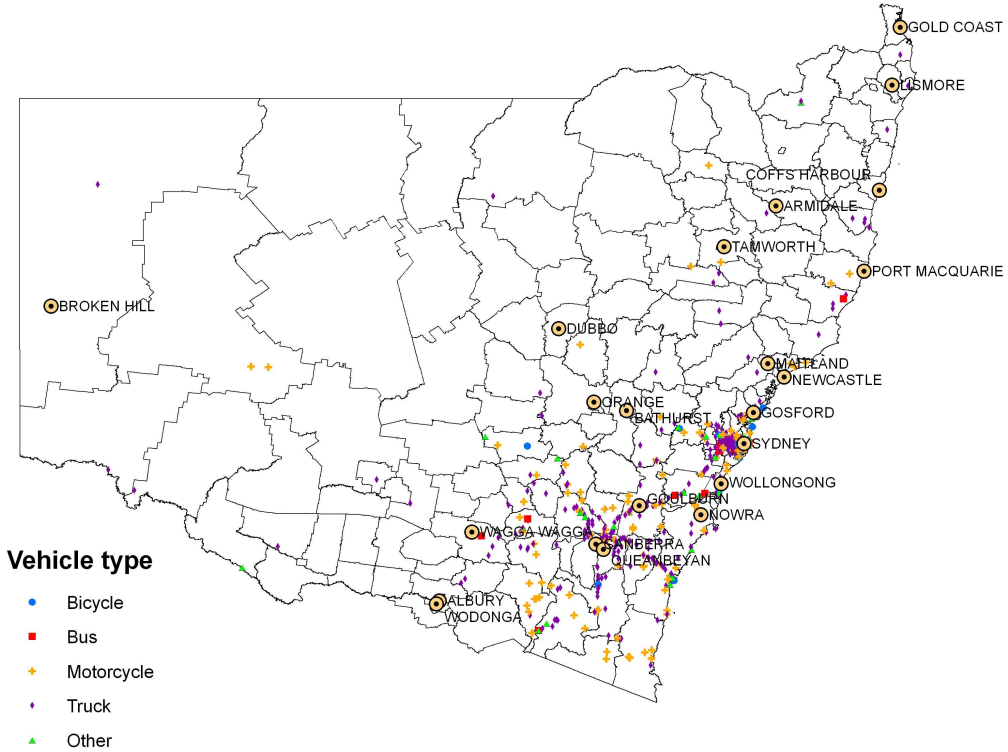 GOLD COAST
LISMORE
COFFS HARBOUR
ARMIDALE
TAMWORTH
PORT MACQUARIE
BROKEN HILL
DUBBO
MAITLAND
NEWCASTLE
ORANGE
BATHURST
GOSFORD
SYDNEY
WOLLONGONG
GOULBURN
NOWRA
WAGGA WAGGA
CANBERRA
QUEANBEYAN
Vehicle type
ALBURY
WODONGA
Bicycle
Bus
Motorcycle
Truck
Other